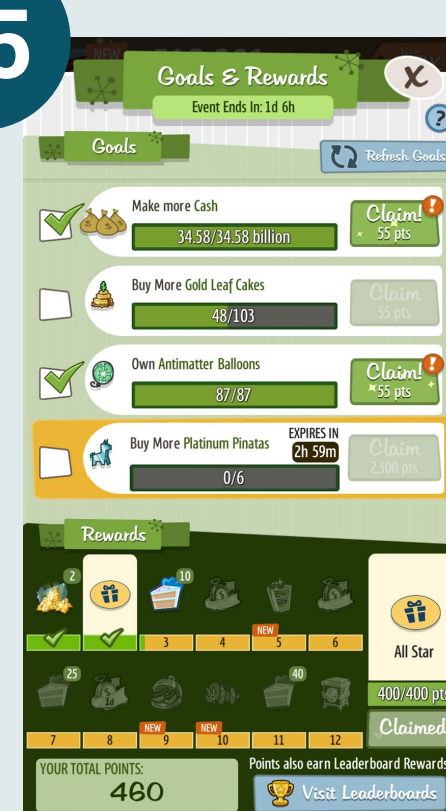 5
NEW
Goals & Rewards
X
Event Ends In: 1d 6h
?
Goals
Refresh Goals
Make more Cash
34.58/34.58 billion
Claim!
!
55 pts
Buy More Gold Leaf Cakes
48/103
Claim
55 pts
Own Antimatter Balloons
87/87
Claim!
!
55 pts
Buy More Platinum Pinatas
EXPIRES IN
2h 59m
0/6
Claim
2,300 pts
Rewards
2
10
NEW
3 4 5 6
All Star
25
1d
40
400/400 pts
NEW NEW
7 8 9 10 11 12
Claimed
YOUR TOTAL POINTS:
460
Points also earn Leaderboard Rewards
Visit Leaderboards